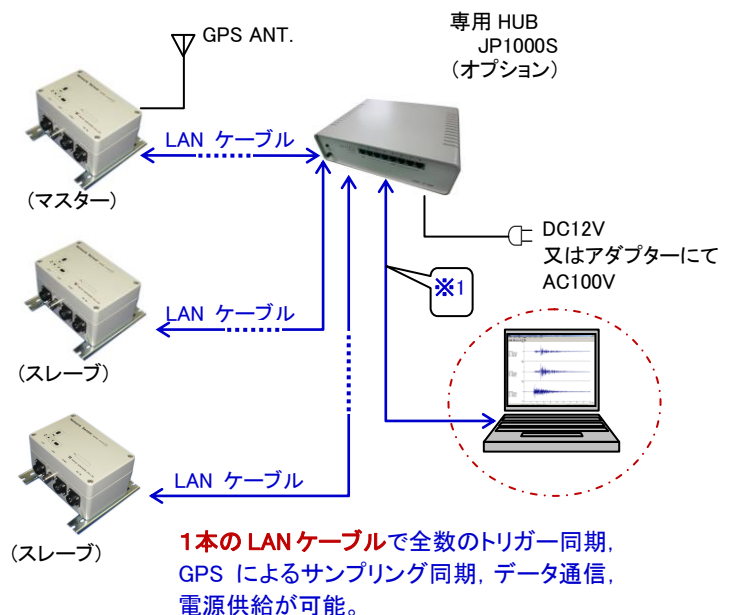 GPS ANT.
専用 HUB
JP1000S
(オプション)
LAN ケーブル
(マスター)
DC12V
又はアダプターにて
AC100V
※1
LAN ケーブル
(スレーブ)
LAN ケーブル
(スレーブ)
1本の LAN ケーブルで全数のトリガー同期,
GPS によるサンプリング同期, データ通信,
電源供給が可能。